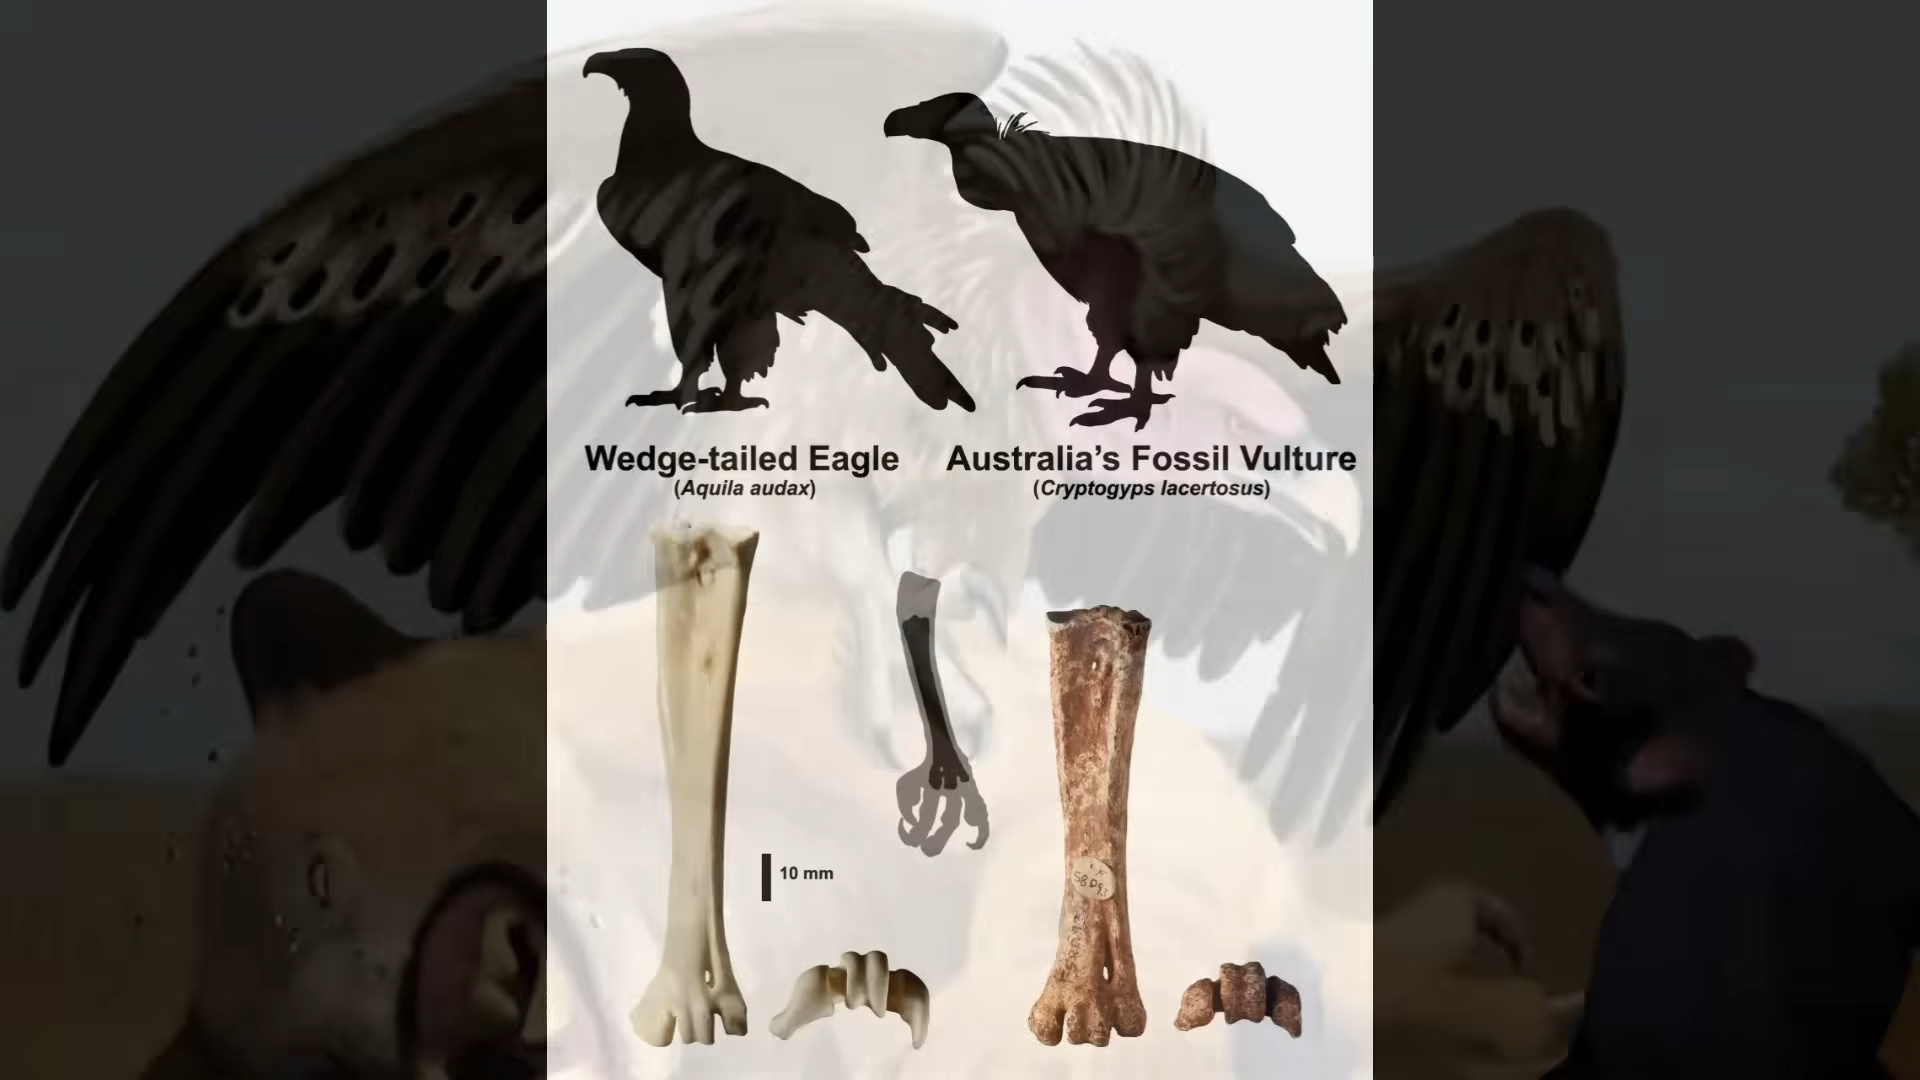 Wedge-tailed Eagle
(Aquila audax)
Australia's Fossil Vulture
(Cryptogyps lacertosus)
10 mm